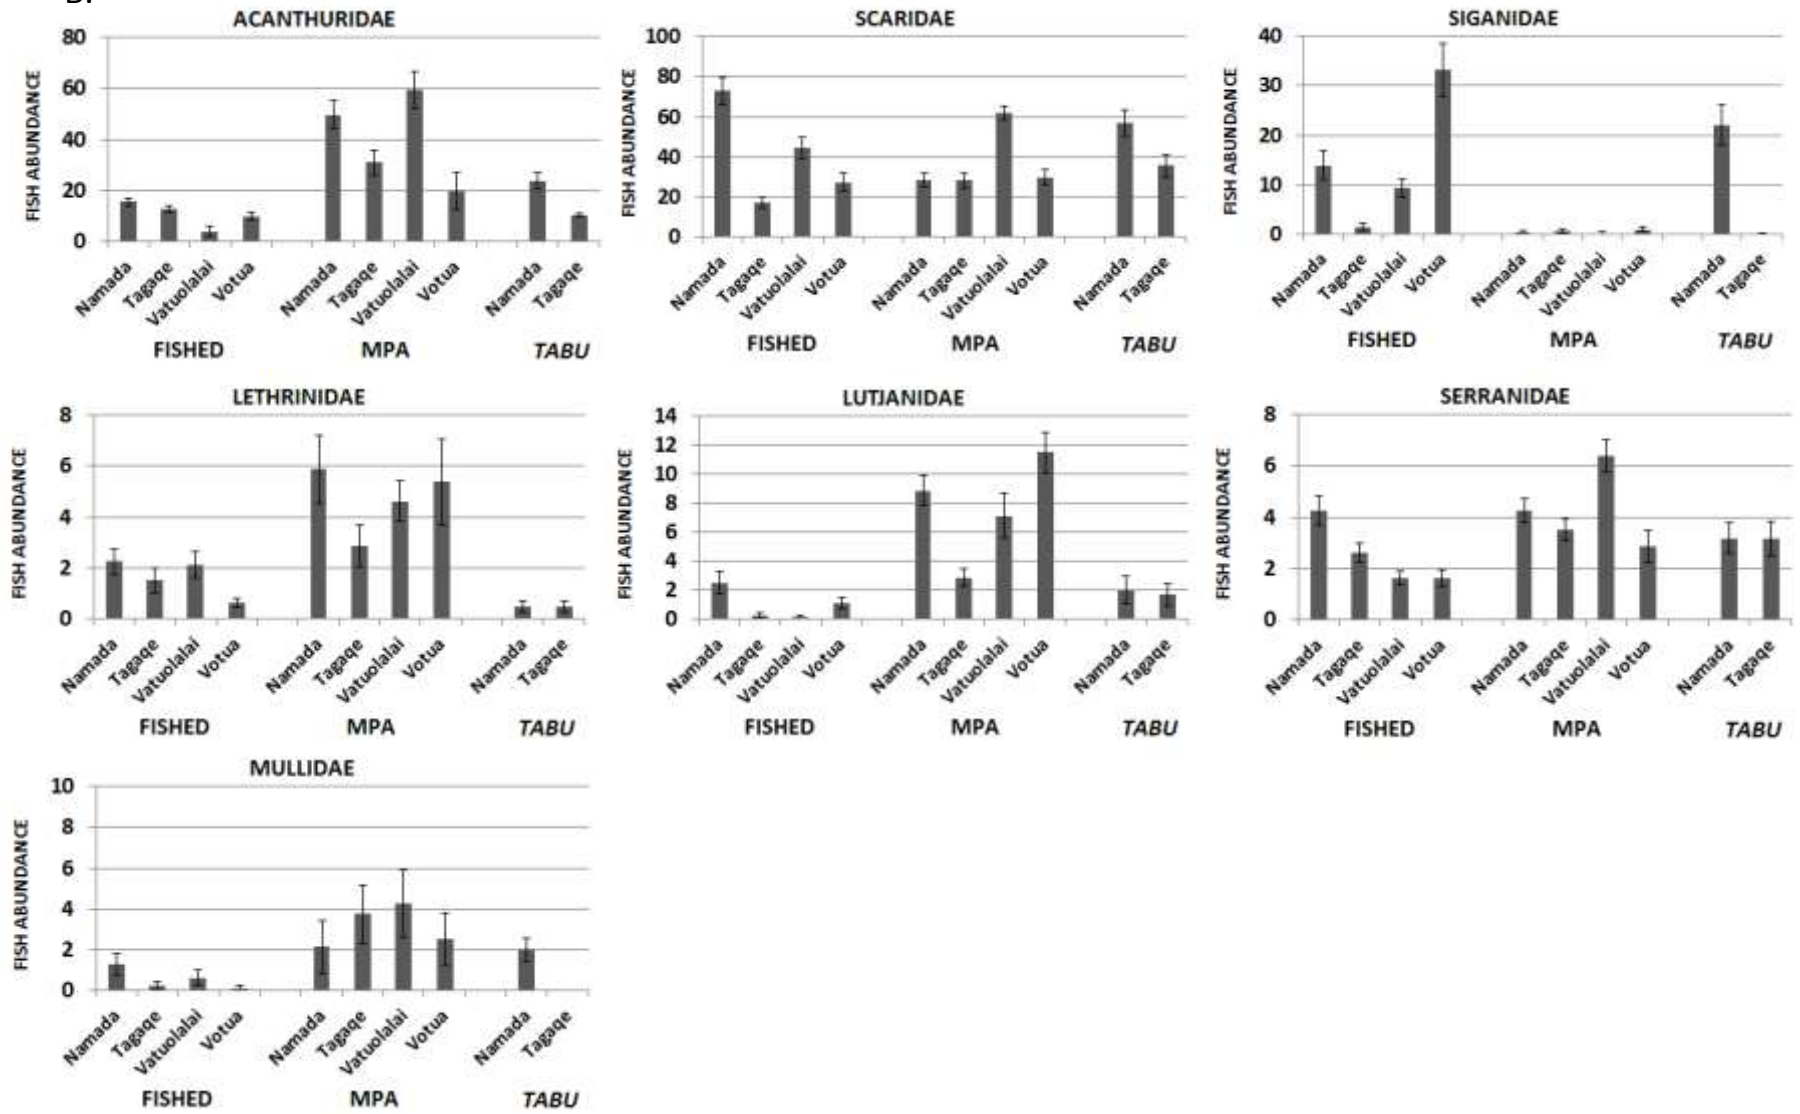 B.
ACANTHURIDAE
FISH ABUNDANCE
80
60
40
20
0
Namada Tagaqe Vatuolalai Votua Namada Tagaqe Vatuolalai Votua Namada Tagaqe
FISHED MPA TABU
SCARIDAE
FISH ABUNDANCE
100
80
60
40
20
0
Namada Tagaqe Vatuolalai Votua Namada Tagaqe Vatuolalai Votua Namada Tagaqe
FISHED MPA TABU
SIGANIDAE
FISH ABUNDANCE
40
30
20
10
0
Namada Tagaqe Vatuolalai Votua Namada Tagaqe Vatuolalai Votua Namada Tagaqe
FISHED MPA TABU
LETHRINIDAE
FISH ABUNDANCE
8
6
4
2
0
Namada Tagaqe Vatuolalai Votua Namada Tagaqe Vatuolalai Votua Namada Tagaqe
FISHED MPA TABU
LUTJANIDAE
FISH ABUNDANCE
14
12
10
8
6
4
2
0
Namada Tagaqe Vatuolalai Votua Namada Tagaqe Vatuolalai Votua Namada Tagaqe
FISHED MPA TABU
SERRANIDAE
FISH ABUNDANCE
8
6
4
2
0
Namada Tagaqe Vatuolalai Votua Namada Tagaqe Vatuolalai Votua Namada Tagaqe
FISHED MPA TABU
MULLIDAE
FISH ABUNDANCE
10
8
6
4
2
0
Namada Tagaqe Vatuolalai Votua Namada Tagaqe Vatuolalai Votua Namada Tagaqe
FISHED MPA TABU